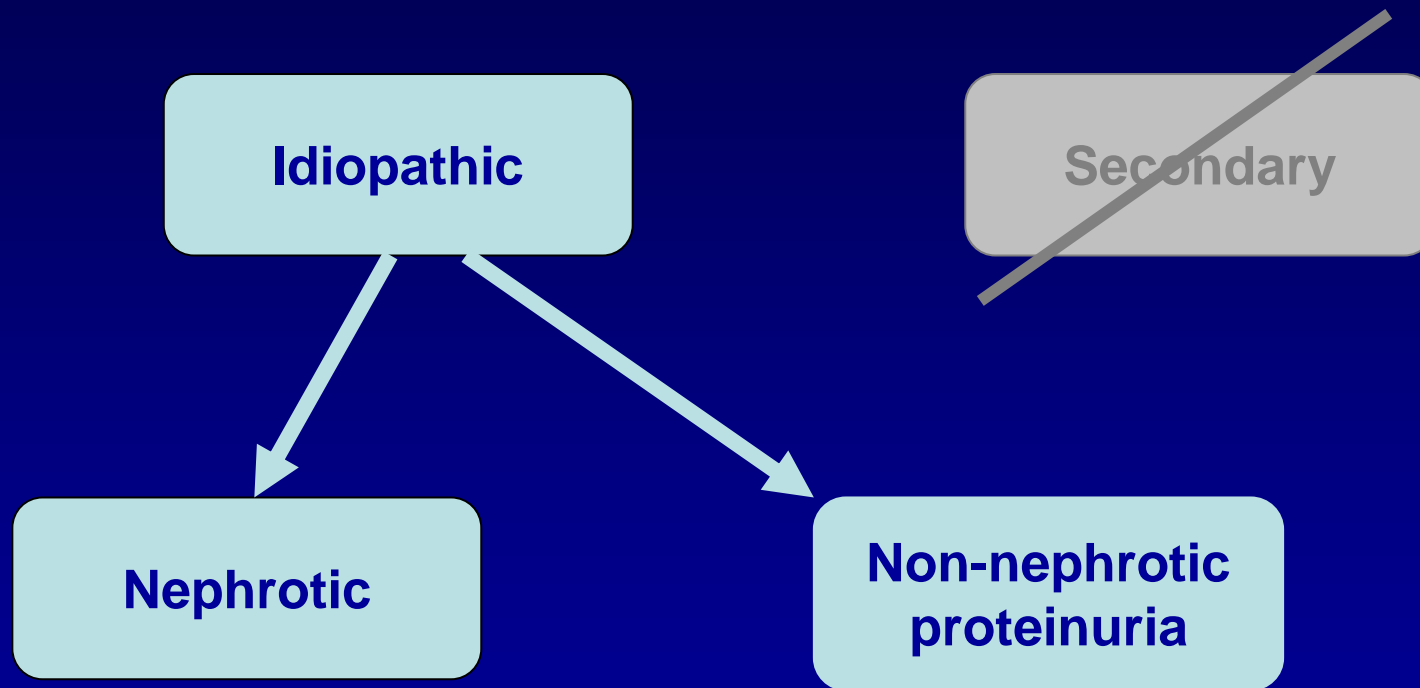 Idiopathic
Secondary
Nephrotic
Non-nephrotic
proteinuria